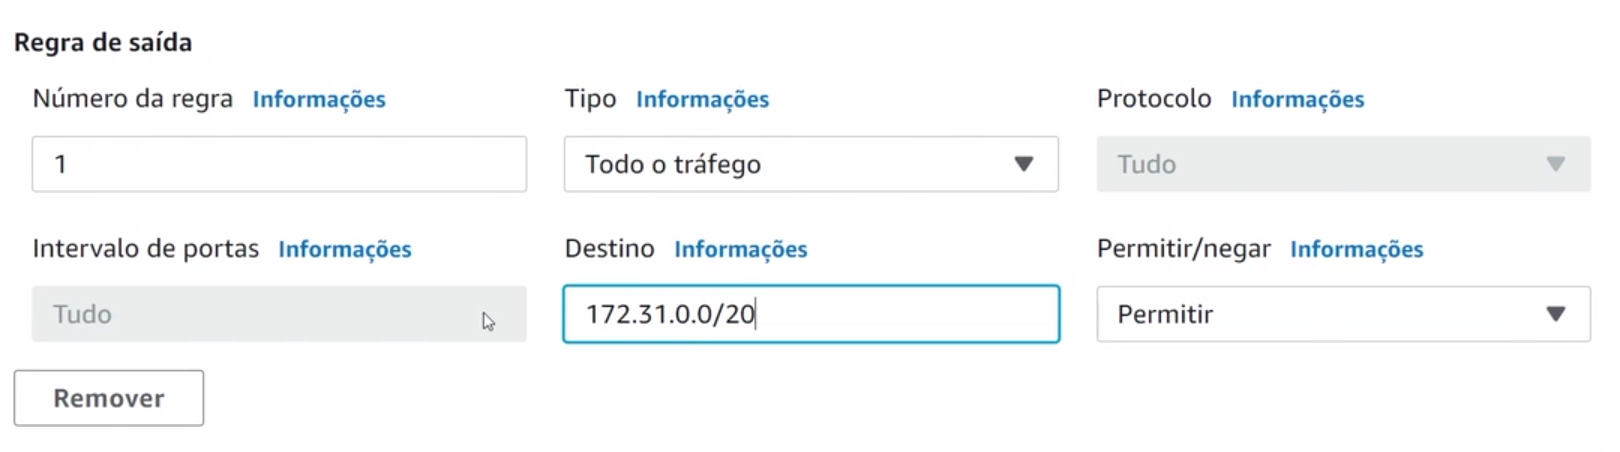 Regra de saída
Número da regra Informações
Tipo Informações
Protocolo Informações
1
Todo o tráfego
Tudo
Intervalo de portas Informações
Destino Informações
Permitir/negar Informações
Tudo
172.31.0.0/20
Permitir
Remover